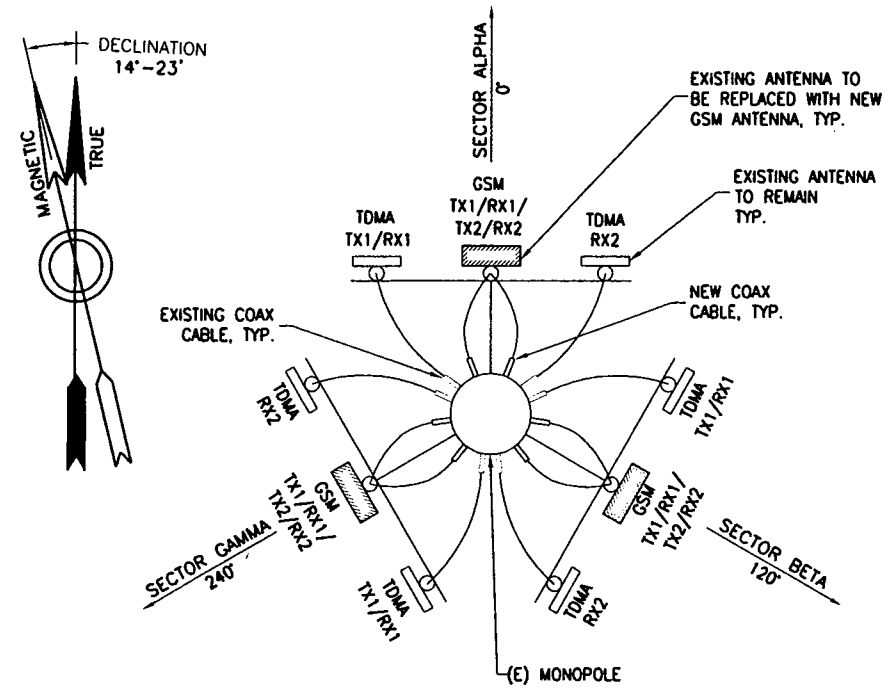 DECLINATION
14°-23'
MAGNETIC
TRUE
SECTOR ALPHA
0°
EXISTING ANTENNA TO
BE REPLACED WITH NEW
GSM ANTENNA, TYP.
EXISTING ANTENNA
TO REMAIN
TYP.
TDMA
TX1/RX1
GSM
TX1/RX1/
TX2/RX2
TDMA
RX2
EXISTING COAX
CABLE, TYP.
NEW COAX
CABLE, TYP.
TDMA
RX2
TDMA
TX1/RX1
GSM
TX1/RX1/
TX2/RX2
GSM
TX1/RX1/
TX2/RX2
SECTOR GAMMA
240°
SECTOR BETA
120°
TDMA
TX1/RX1
TDMA
RX2
(E) MONOPOLE